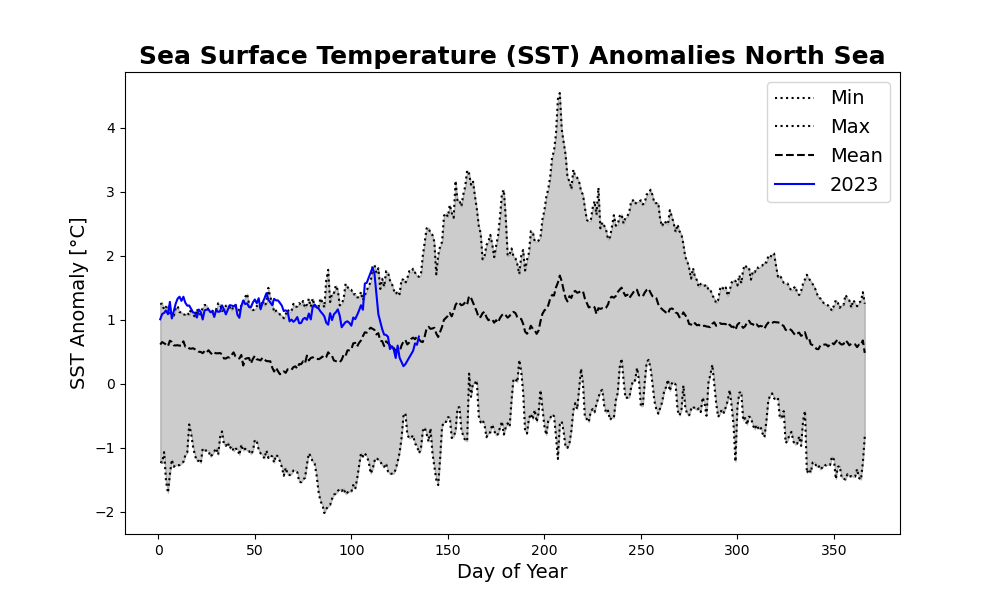 Sea Surface Temperature (SST) Anomalies North Sea
Min
Max
Mean
2023
SST Anomaly [°C]
4
3
2
1
0
−1
−2
0 50 100 150 200 250 300 350
Day of Year